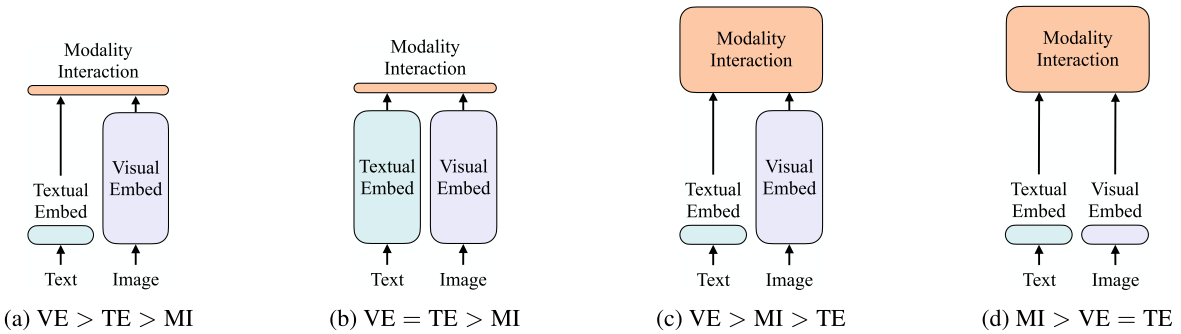 Modality
Interaction
Textual
Embed
Visual
Embed
Text
Image
(a) VE > TE > MI
Modality
Interaction
Textual
Embed
Visual
Embed
Text
Image
(b) VE = TE > MI
Modality
Interaction
Textual
Embed
Visual
Embed
Text
Image
(c) VE > MI > TE
Modality
Interaction
Textual
Embed
Visual
Embed
Text
Image
(d) MI > VE = TE